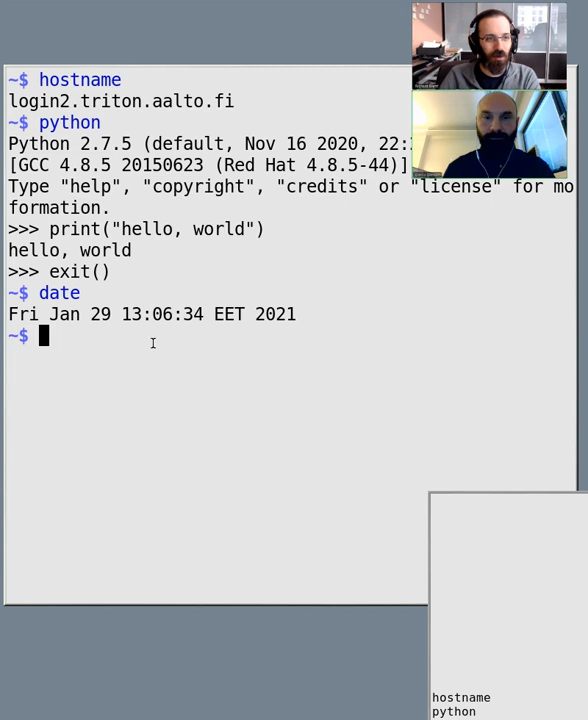 ~$ hostname
login2.triton.aalto.fi
~$ python
Python 2.7.5 (default, Nov 16 2020, 22:
[GCC 4.8.5 20150623 (Red Hat 4.8.5-44)]
Type "help", "copyright", "credits" or "license" for mo
formation.
>>> print("hello, world")
hello, world
>>> exit()
~$ date
Fri Jan 29 13:06:34 EET 2021
~$
hostname
python